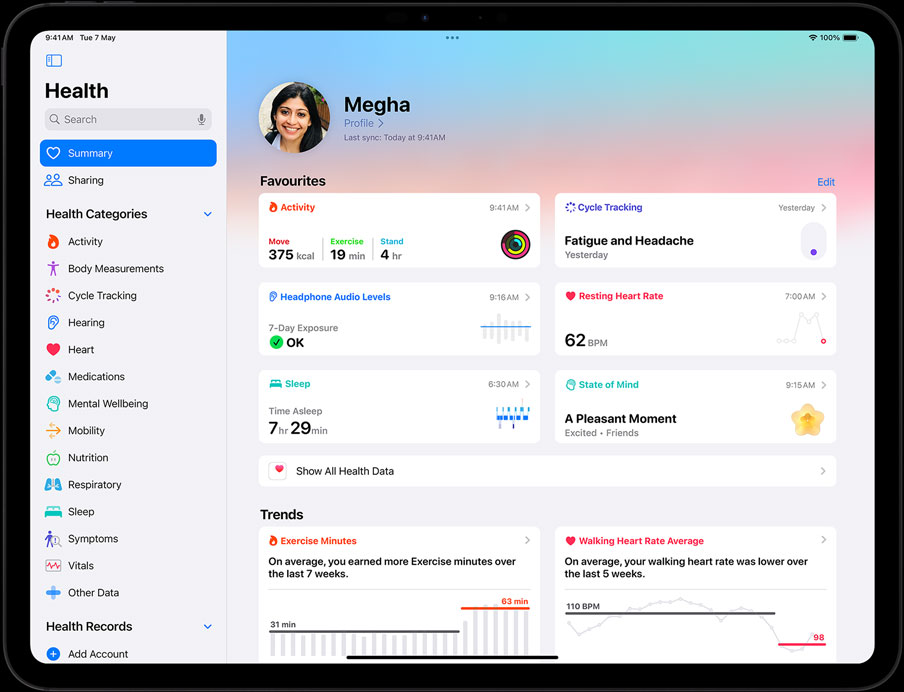 9:41AM Tue 7 May
100%
Health
Search
Summary
Sharing
Health Categories
Activity
Body Measurements
Cycle Tracking
Hearing
Heart
Medications
Mental Wellbeing
Mobility
Nutrition
Respiratory
Sleep
Symptoms
Vitals
Other Data
Health Records
Add Account
Megha
Profile
Last sync: Today at 9:41AM
Favourites
Edit
Activity
9:41AM
Move
Exercise
Stand
375 kcal
19 min
4 hr
Cycle Tracking
Yesterday
Fatigue and Headache
Yesterday
Headphone Audio Levels
9:16AM
7-Day Exposure
OK
Resting Heart Rate
7:00AM
62 BPM
Sleep
6:30AM
Time Asleep
7hr 29min
State of Mind
9:15AM
A Pleasant Moment
Excited • Friends
Show All Health Data
Trends
Exercise Minutes
On average, you earned more Exercise minutes over
the last 7 weeks.
63 min
31 min
Walking Heart Rate Average
On average, your walking heart rate was lower over
the last 5 weeks.
110 BPM
98